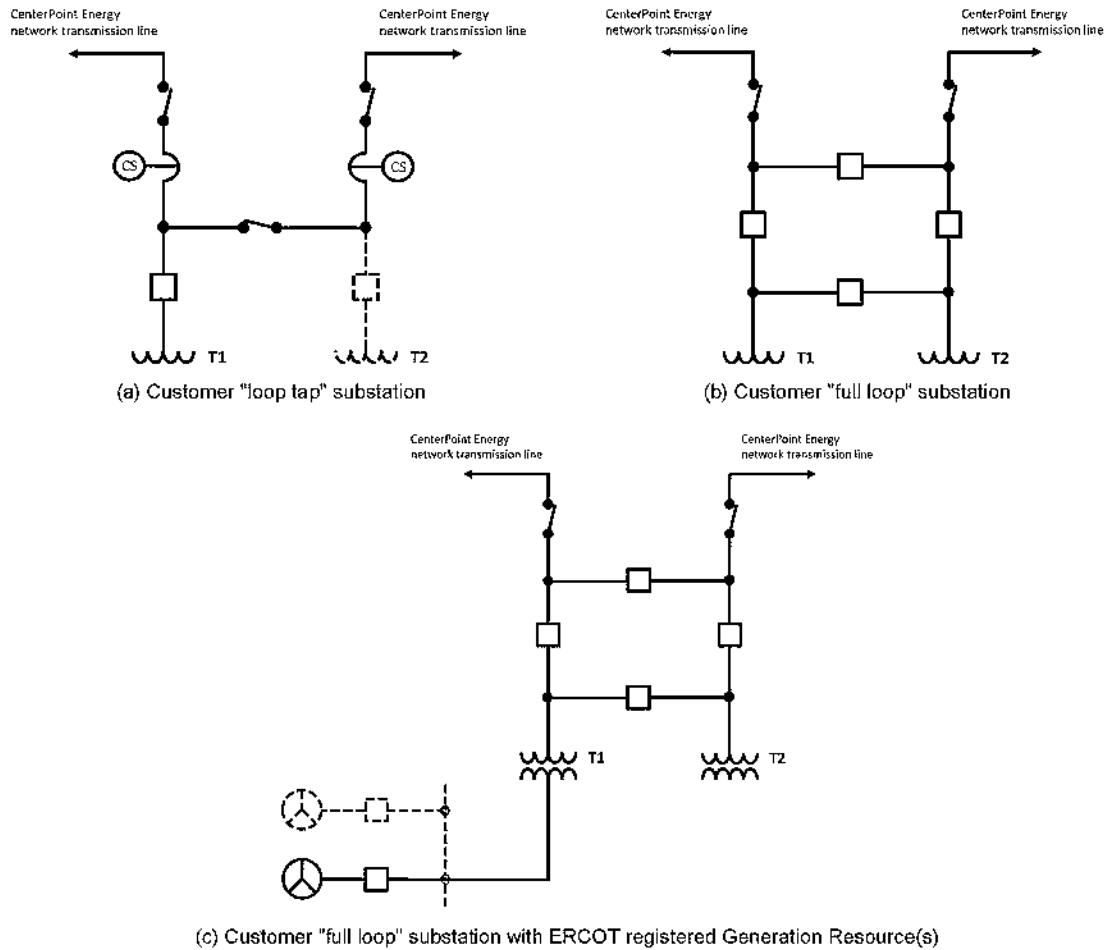 CenterPoint Energy
network transmission line
CenterPoint Energy
network transmission line
CS
CS
T1
T2
(a) Customer "loop tap" substation
CenterPoint Energy
network transmission line
CenterPoint Energy
network transmission line
T1
T2
(b) Customer "full loop" substation
CenterPoint Energy
network transmission line
CenterPoint Energy
network transmission line
T1
T2
(c) Customer "full loop" substation with ERCOT registered Generation Resource(s)